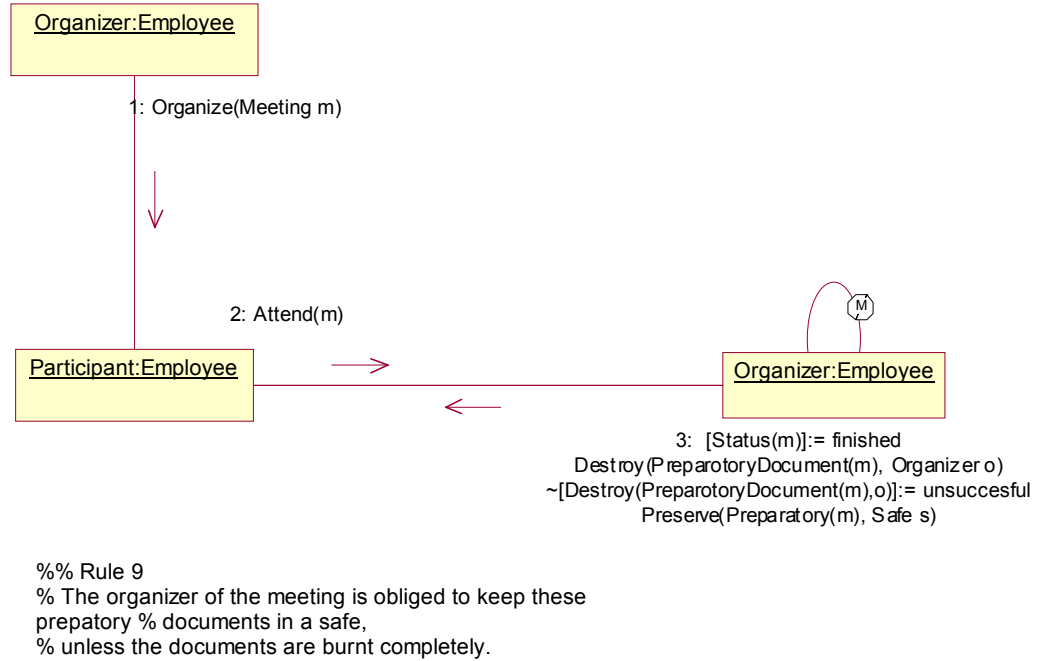 Organizer:Employee
1: Organize(Meeting m)
2: Attend(m)
M
Participant:Employee
Organizer:Employee
3: [Status(m)]:= finished
Destroy(PreparotoryDocument(m), Organizer o)
~[Destroy(PreparotoryDocument(m),o)]:= unsuccesful
Preserve(Preparatory(m), Safe s)
%% Rule 9
% The organizer of the meeting is obliged to keep these
prepatory % documents in a safe,
% unless the documents are burnt completely.